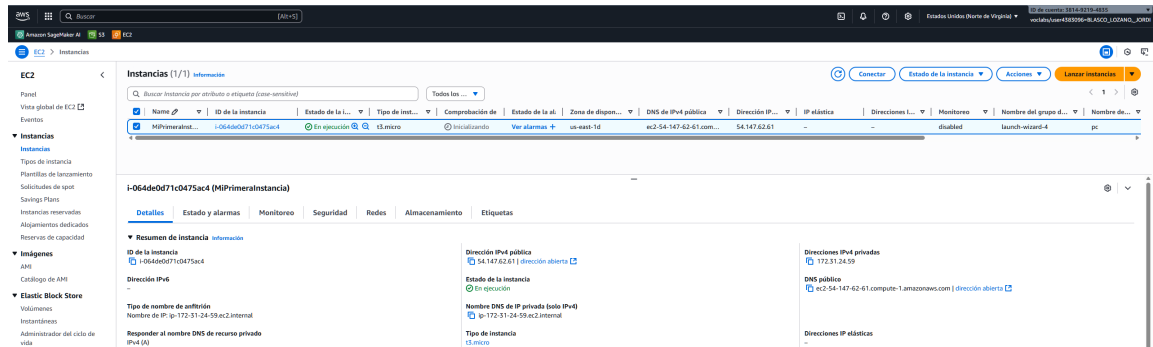 aws
Buscar
[Alt+S]
Estados Unidos (Norte de Virginia)
ID de cuenta: 3814-9219-4835
voclabs/user4383096=BLASCO_LOZANO,_JORDI
Amazon SageMaker AI S3 EC2
EC2 > Instancias
EC2
Panel
Vista global de EC2
Eventos
Instancias
Instancias
Tipos de instancia
Plantillas de lanzamiento
Solicitudes de spot
Savings Plans
Instancias reservadas
Alojamientos dedicados
Reservas de capacidad
Imágenes
AMI
Catálogo de AMI
Elastic Block Store
Volúmenes
Instantáneas
Administrador del ciclo de vida
Instancias (1/1) Información
Conectar Estado de la instancia Acciones Lanzar instancias
Buscar Instancia por atributo o etiqueta (case-sensitive)
Todos los ...
1
Name ID de la instancia Estado de la i... Tipo de inst... Comprobación de Estado de la al Zona de dispon... DNS de IPv4 pública Dirección IP... IP elástica Direcciones I... Monitoreo Nombre del grupo d... Nombre de...
MiPrimeraInst... i-064de0d71c0475ac4 En ejecución t3.micro Inicializando Ver alarmas + us-east-1d ec2-54-147-62-61.com... 54.147.62.61 – – disabled launch-wizard-4 pc
i-064de0d71c0475ac4 (MiPrimeraInstancia)
Detalles Estado y alarmas Monitoreo Seguridad Redes Almacenamiento Etiquetas
Resumen de instancia Información
ID de la instancia
i-064de0d71c0475ac4
Dirección IPv4 pública
54.147.62.61 | dirección abierta
Direcciones IPv4 privadas
172.31.24.59
Dirección IPv6
–
Estado de la instancia
En ejecución
DNS público
ec2-54-147-62-61.compute-1.amazonaws.com | dirección abierta
Tipo de nombre de anfitrión
Nombre de IP: ip-172-31-24-59.ec2.internal
Nombre DNS de IP privada (solo IPv4)
ip-172-31-24-59.ec2.internal
Responder al nombre DNS de recurso privado
IPv4 (A)
Tipo de instancia
t3.micro
Direcciones IP elásticas
–